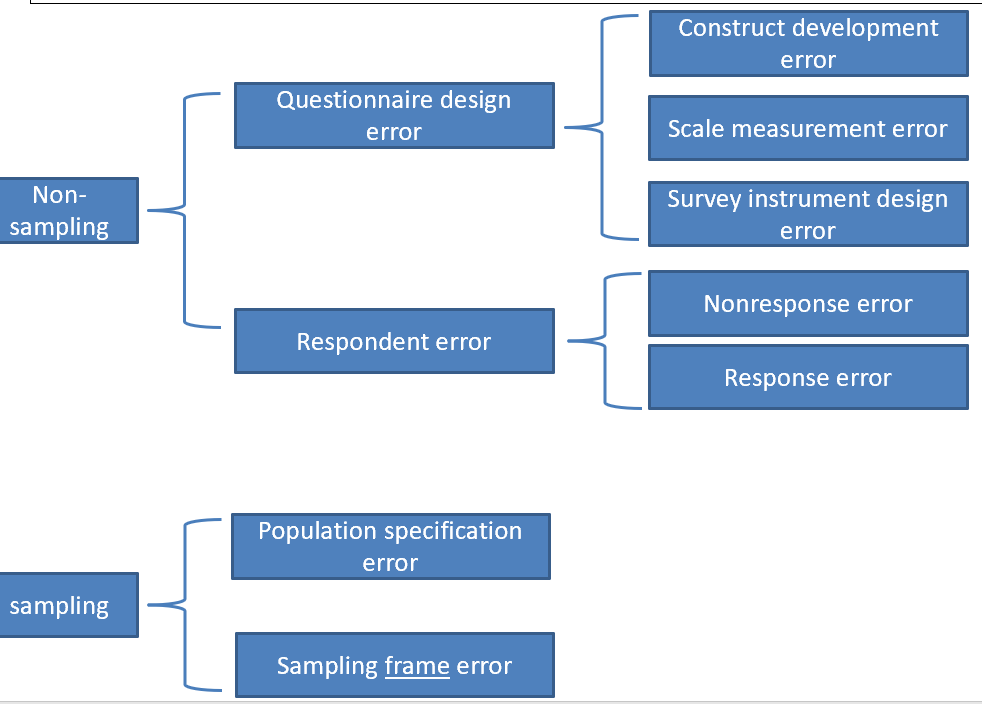 Construct development
error
Questionnaire design
error
Scale measurement error
Non-
sampling
Survey instrument design
error
Nonresponse error
Respondent error
Response error
Population specification
error
sampling
Sampling frame error